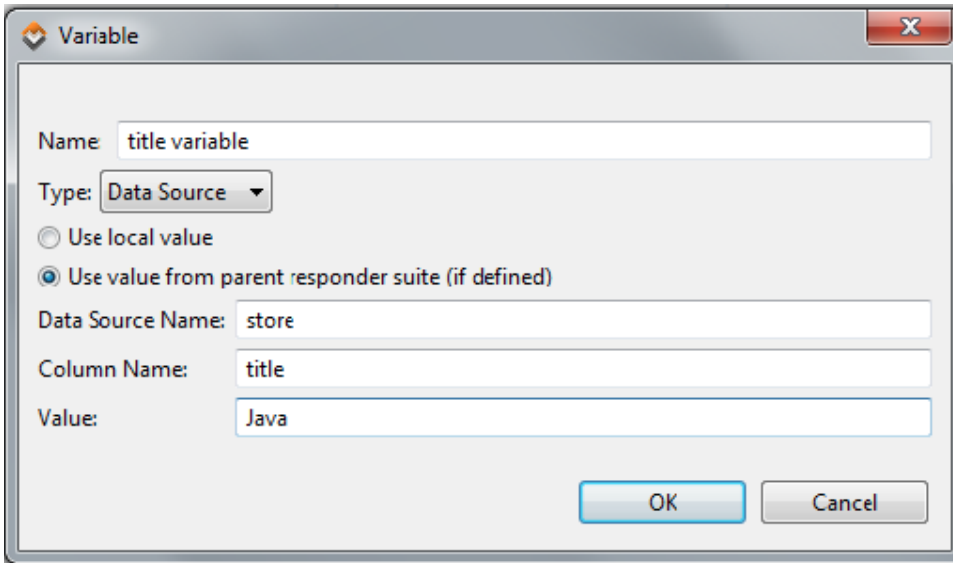 Variable
Name: title variable
Type: Data Source
Use local value
Use value from parent responder suite (if defined)
Data Source Name: store
Column Name: title
Value: Java
OK Cancel